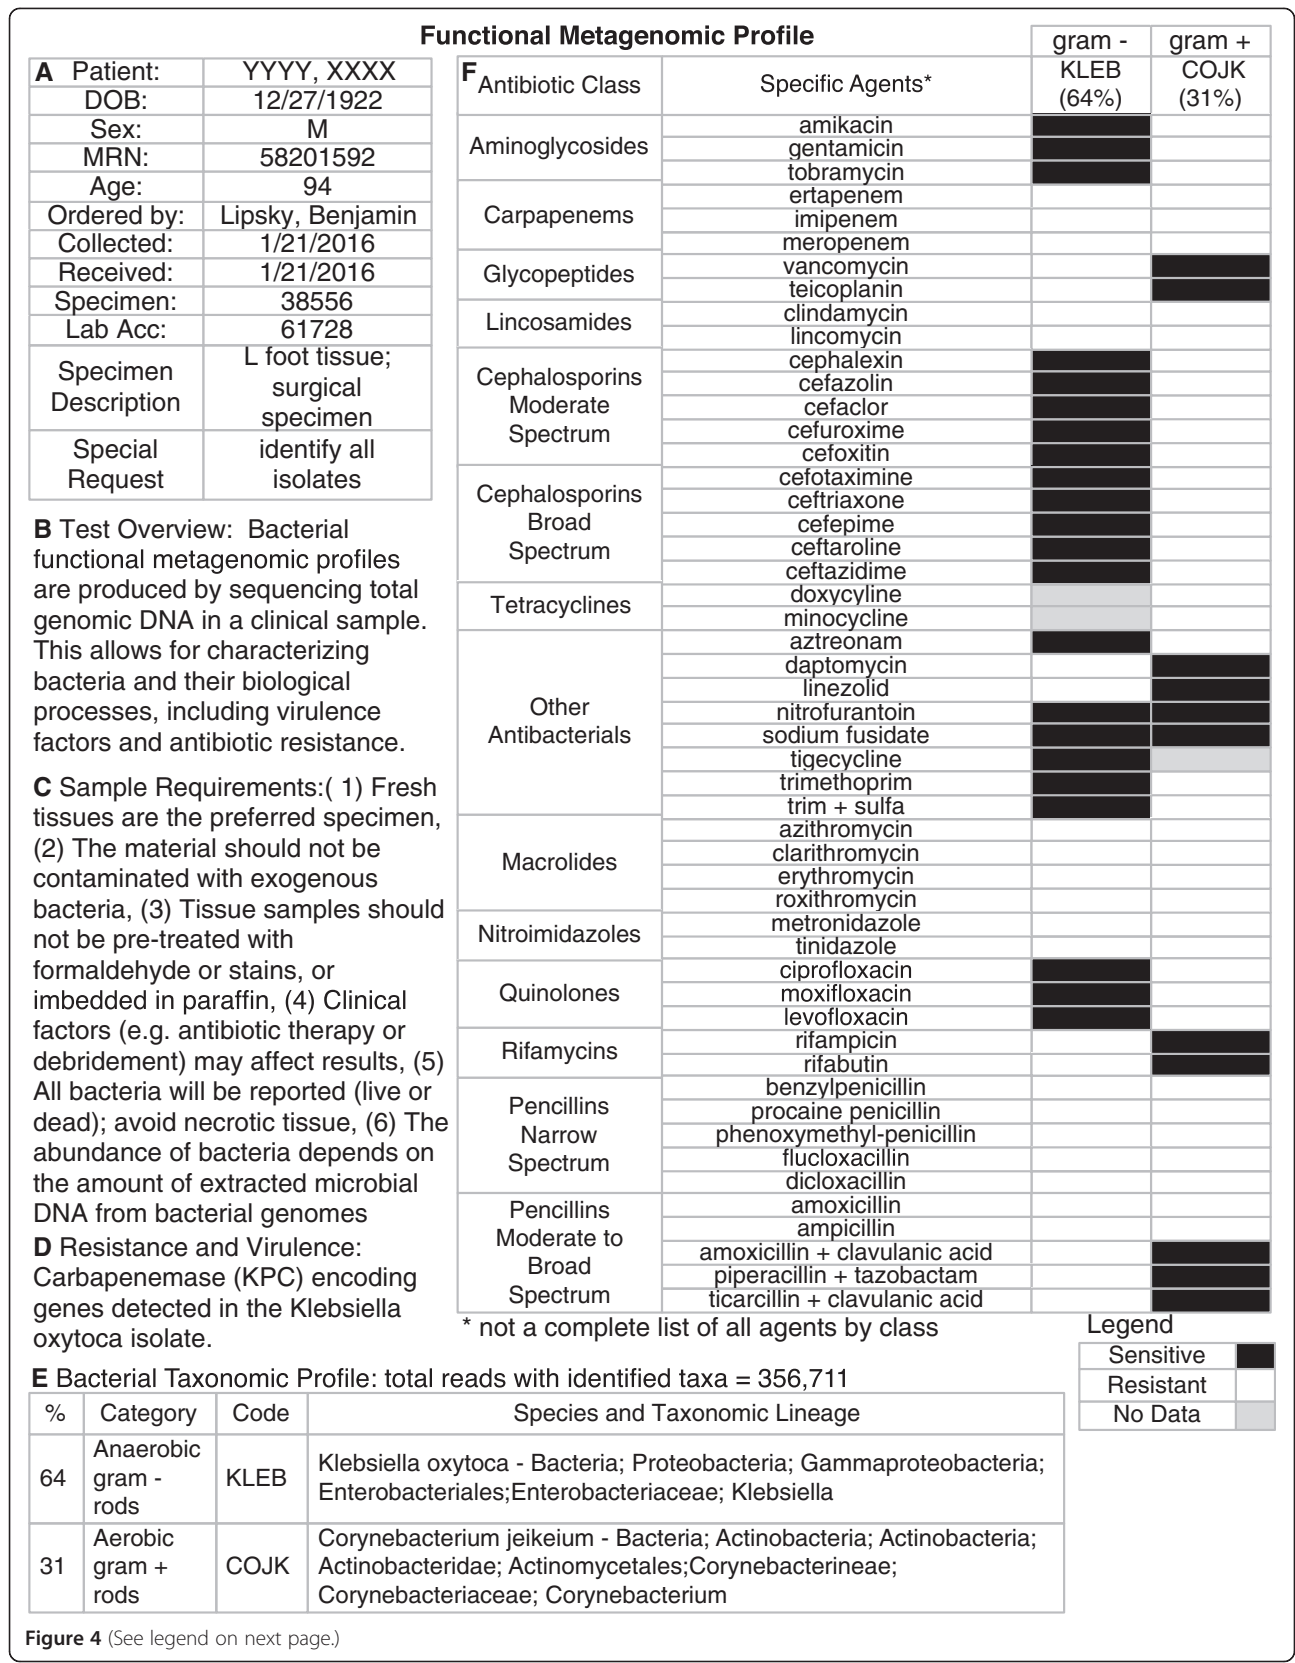 Functional Metagenomic Profile
A Patient: YYYY, XXXX
DOB: 12/27/1922
Sex: M
MRN: 58201592
Age: 94
Ordered by: Lipsky, Benjamin
Collected: 1/21/2016
Received: 1/21/2016
Specimen: 38556
Lab Acc: 61728
Specimen
Description
L foot tissue;
surgical
specimen
Special
Request
identify all
isolates
B Test Overview: Bacterial
functional metagenomic profiles
are produced by sequencing total
genomic DNA in a clinical sample.
This allows for characterizing
bacteria and their biological
processes, including virulence
factors and antibiotic resistance.
C Sample Requirements:( 1) Fresh
tissues are the preferred specimen,
(2) The material should not be
contaminated with exogenous
bacteria, (3) Tissue samples should
not be pre-treated with
formaldehyde or stains, or
imbedded in paraffin, (4) Clinical
factors (e.g. antibiotic therapy or
debridement) may affect results, (5)
All bacteria will be reported (live or
dead); avoid necrotic tissue, (6) The
abundance of bacteria depends on
the amount of extracted microbial
DNA from bacterial genomes
D Resistance and Virulence:
Carbapenemase (KPC) encoding
genes detected in the Klebsiella
oxytoca isolate.
gram - gram +
F Antibiotic Class Specific Agents*
KLEB
(64%)
COJK
(31%)
Aminoglycosides
amikacin
gentamicin
tobramycin
Carpapenems
ertapenem
imipenem
meropenem
Glycopeptides
vancomycin
teicoplanin
Lincosamides
clindamycin
lincomycin
Cephalosporins
Moderate
Spectrum
cephalexin
cefazolin
cefaclor
cefuroxime
cefoxitin
Cephalosporins
Broad
Spectrum
cefotaximine
ceftriaxone
cefepime
ceftaroline
ceftazidime
Tetracyclines
doxycyline
minocycline
Other
Antibacterials
aztreonam
daptomycin
linezolid
nitrofurantoin
sodium fusidate
tigecycline
trimethoprim
trim + sulfa
Macrolides
azithromycin
clarithromycin
erythromycin
roxithromycin
Nitroimidazoles
metronidazole
tinidazole
Quinolones
ciprofloxacin
moxifloxacin
levofloxacin
Rifamycins
rifampicin
rifabutin
Pencillins
Narrow
Spectrum
benzylpenicillin
procaine penicillin
phenoxymethyl-penicillin
flucloxacillin
dicloxacillin
Pencillins
Moderate to
Broad
Spectrum
amoxicillin
ampicillin
amoxicillin + clavulanic acid
piperacillin + tazobactam
ticarcillin + clavulanic acid
* not a complete list of all agents by class
Legend
Sensitive
Resistant
No Data
E Bacterial Taxonomic Profile: total reads with identified taxa = 356,711
% Category Code Species and Taxonomic Lineage
64
Anaerobic
gram -
rods
KLEB
Klebsiella oxytoca - Bacteria; Proteobacteria; Gammaproteobacteria;
Enterobacteriales;Enterobacteriaceae; Klebsiella
31
Aerobic
gram +
rods
COJK
Corynebacterium jeikeium - Bacteria; Actinobacteria; Actinobacteria;
Actinobacteridae; Actinomycetales;Corynebacterineae;
Corynebacteriaceae; Corynebacterium
Figure 4 (See legend on next page.)